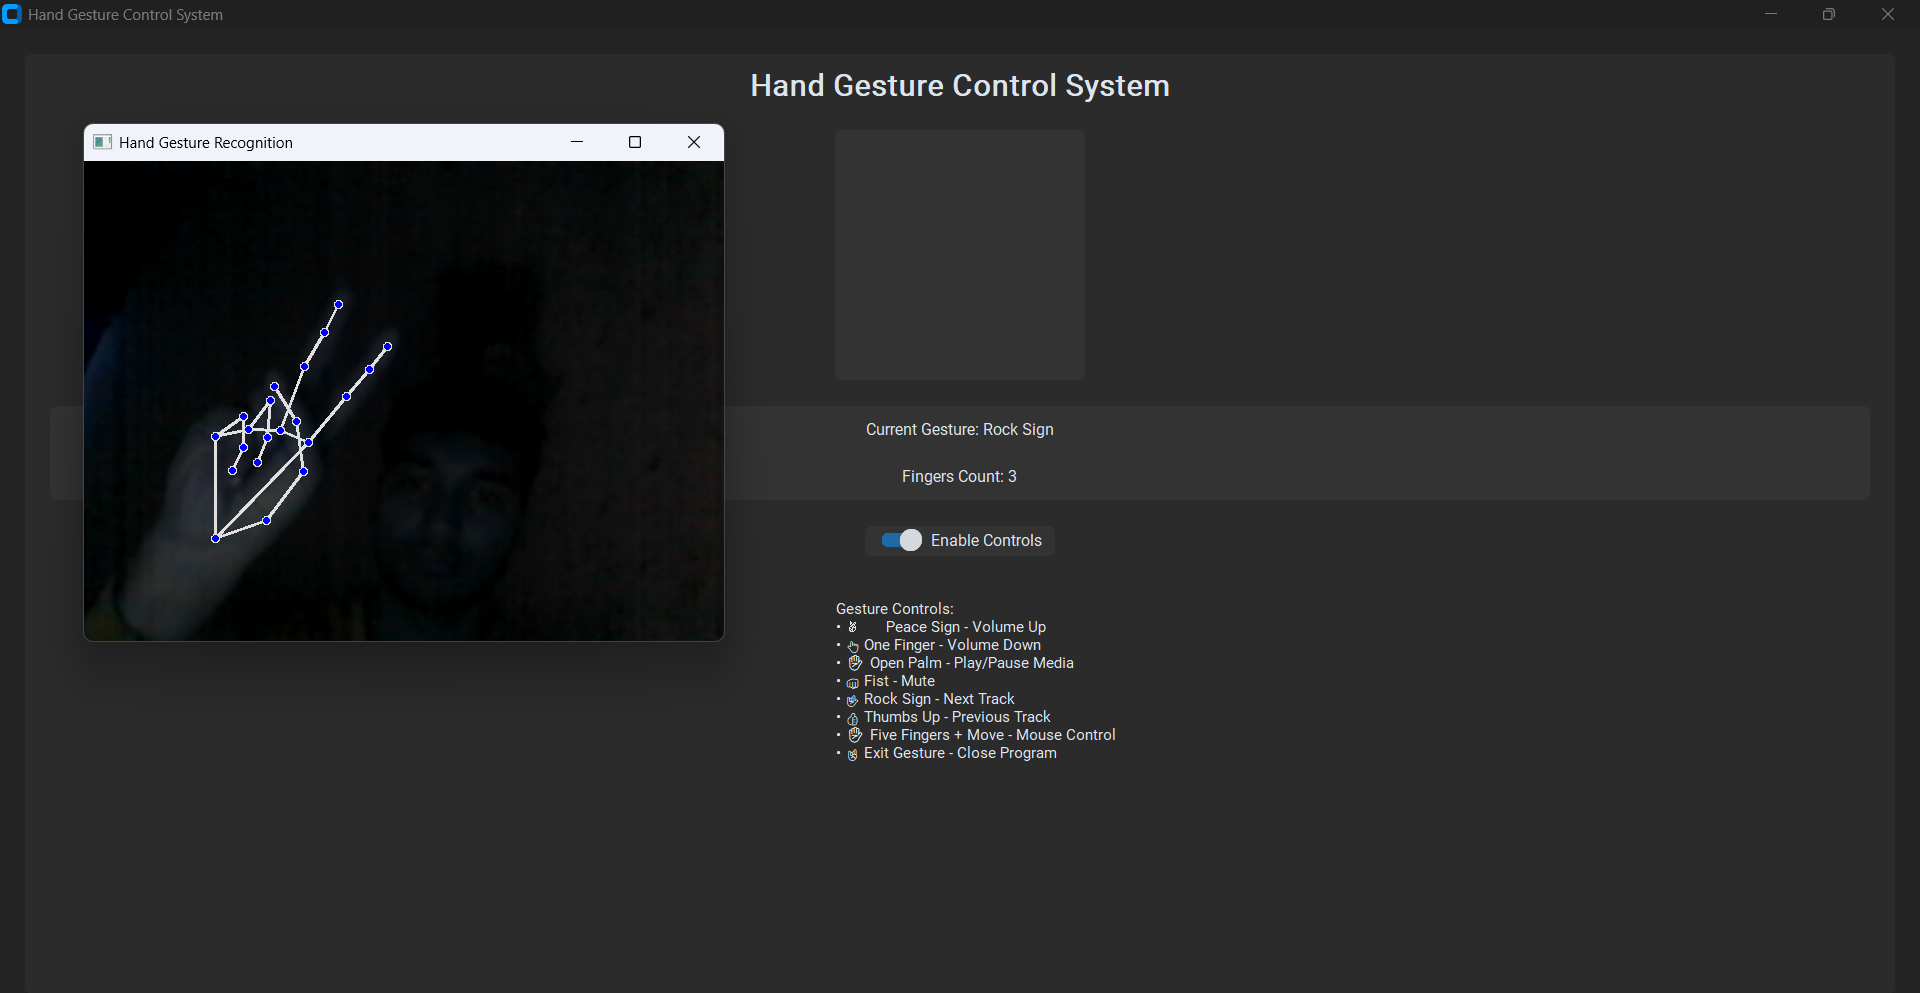 Hand Gesture Control System
Hand Gesture Control System
Hand Gesture Recognition
Current Gesture: Rock Sign
Fingers Count: 3
Enable Controls
Gesture Controls:
• ✌ Peace Sign - Volume Up
• 👆 One Finger - Volume Down
• 🖐 Open Palm - Play/Pause Media
• ✊ Fist - Mute
• 🤟 Rock Sign - Next Track
• 👍 Thumbs Up - Previous Track
• 🖐 Five Fingers + Move - Mouse Control
• 🤘 Exit Gesture - Close Program